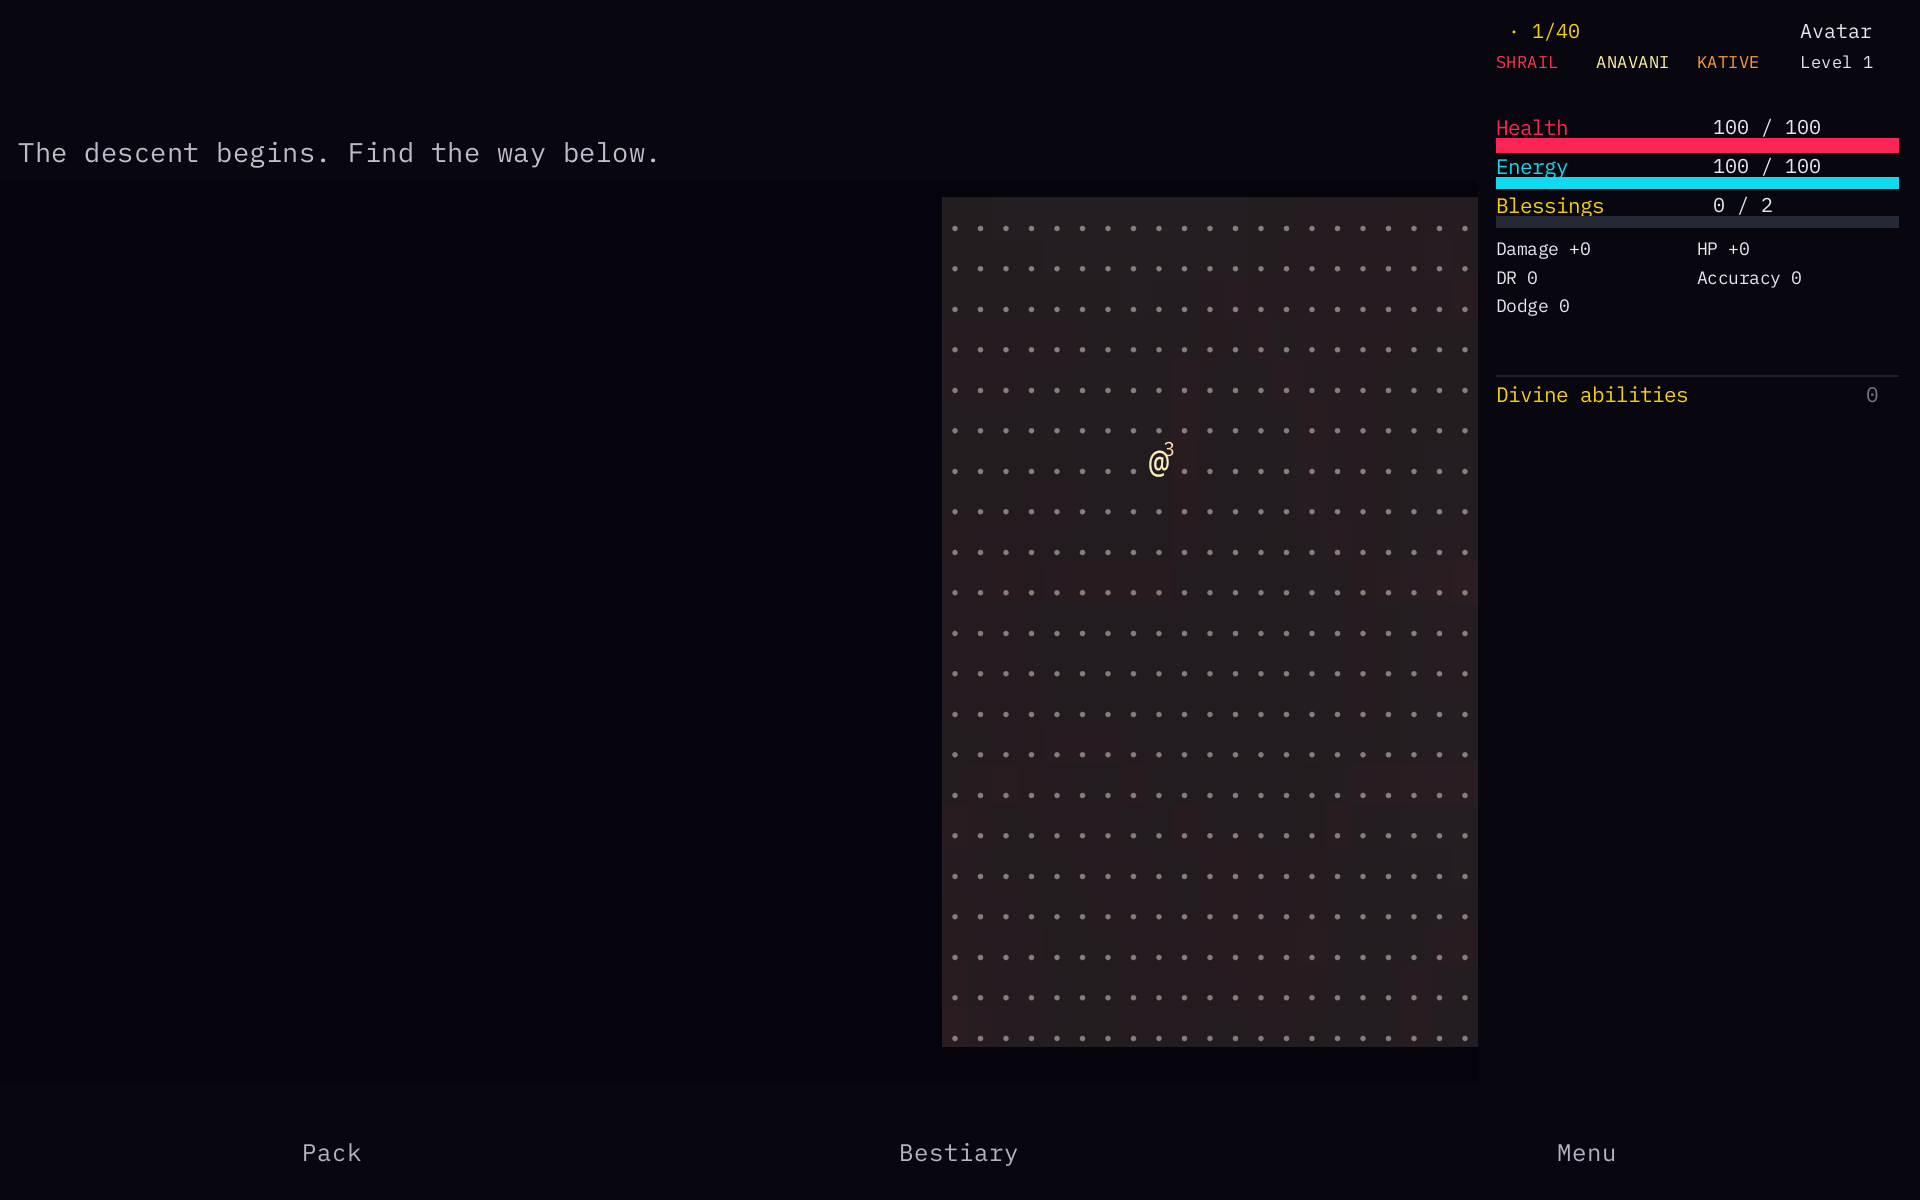 · 1/40 Avatar
SHRAIL ANAVANI KATIVE Level 1
Health 100 / 100
The descent begins. Find the way below.
Energy 100 / 100
Blessings 0 / 2
Damage +0 HP +0
DR 0 Accuracy 0
Dodge 0
Divine abilities 0
@3
Pack Bestiary Menu